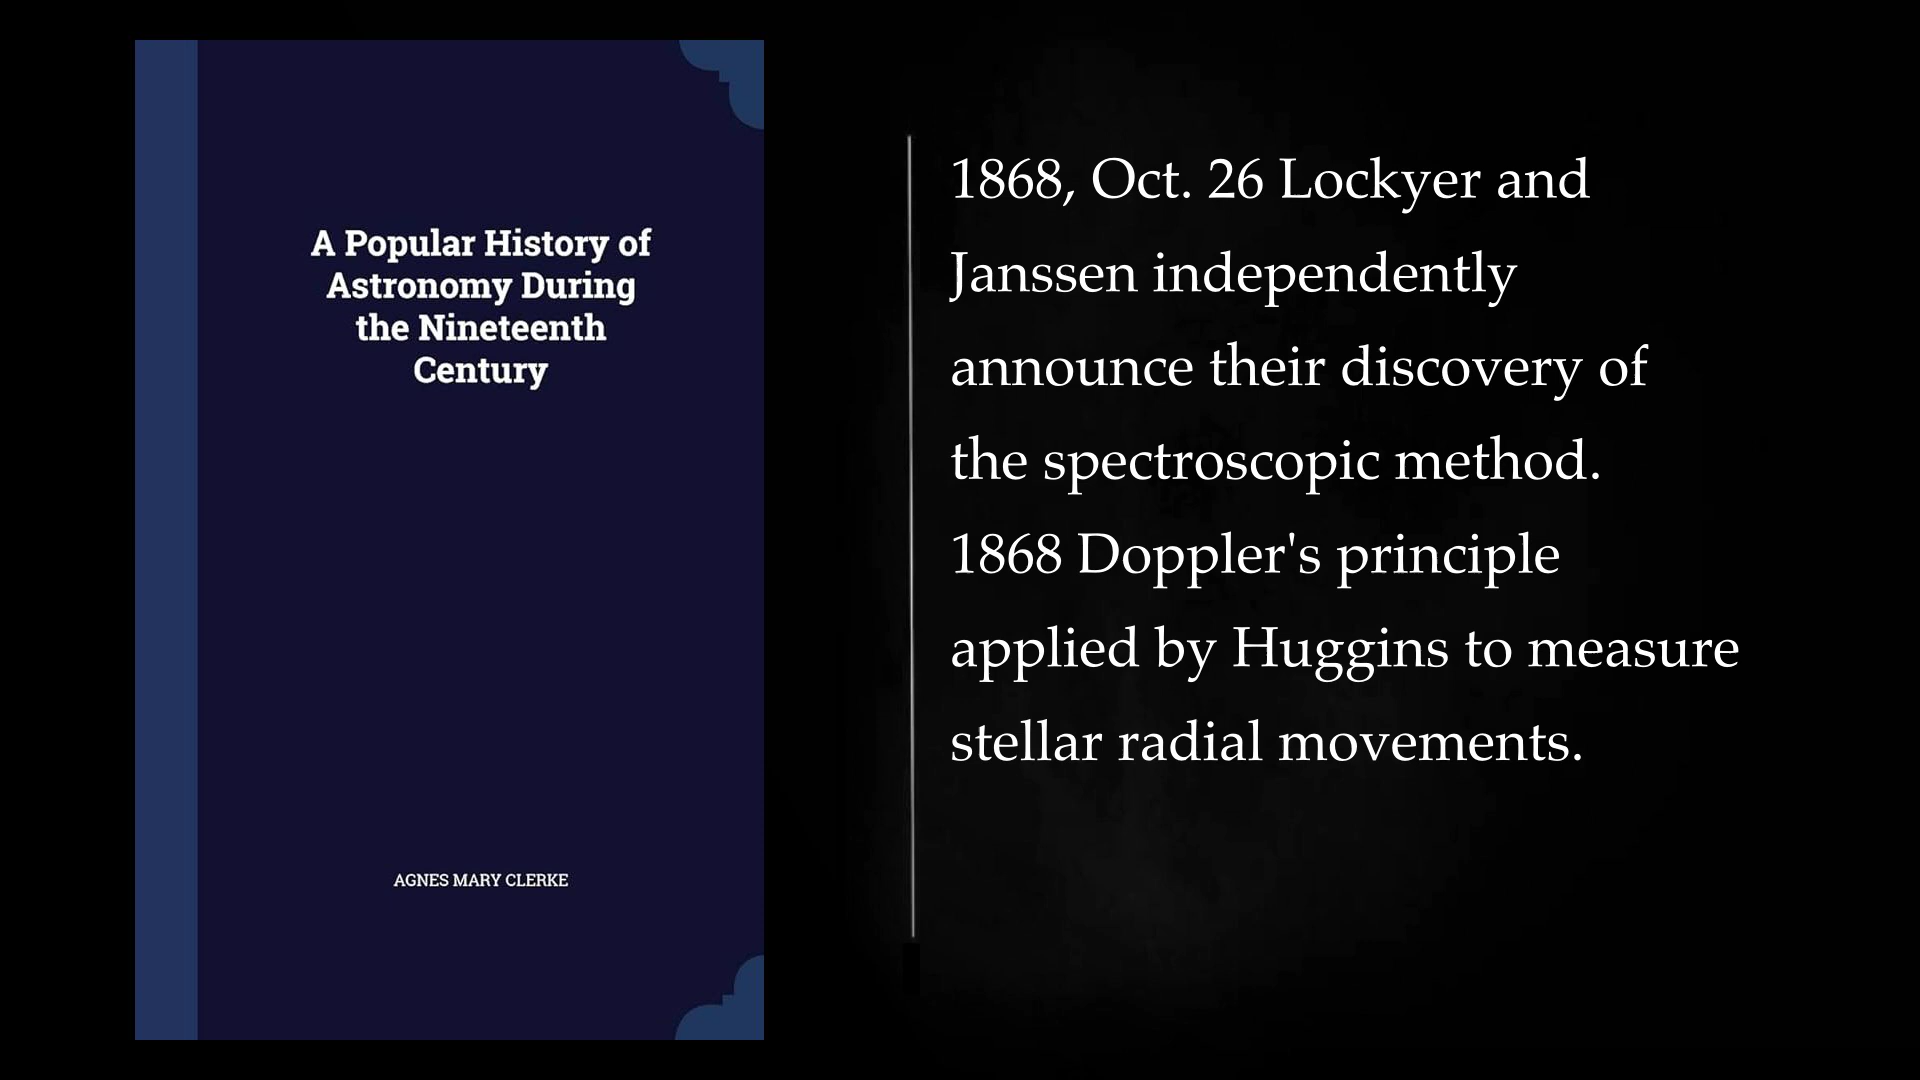 A Popular History of
Astronomy During
the Nineteenth
Century
AGNES MARY CLERKE
1868, Oct. 26 Lockyer and
Janssen independently
announce their discovery of
the spectroscopic method.
1868 Doppler's principle
applied by Huggins to measure
stellar radial movements.